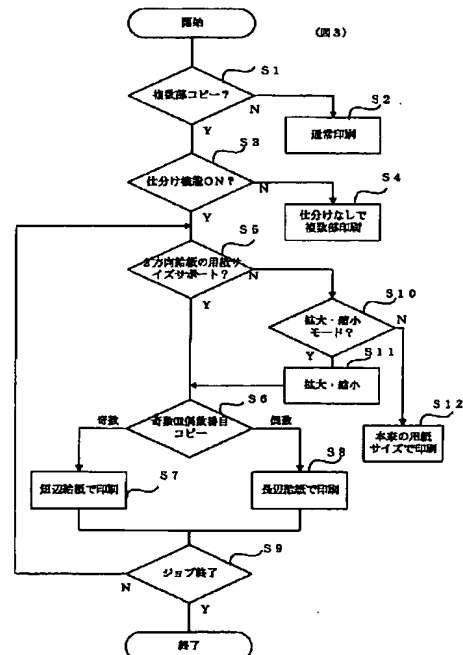 開始
(図3)
S1
複数部コピー?
N
S2
通常印刷
Y
S3
仕分け機能ON?
N
S4
仕分けなしで
複数部印刷
Y
S5
2方向給紙の用紙サ
イズサポート?
N
S10
拡大・縮小
モード?
N
Y
Y
S11
拡大・縮小
S6
奇数or偶数番目
コピー
奇数
偶数
S12
本来の用紙
サイズで印刷
S7
短辺給紙で印刷
S8
長辺給紙で印刷
S9
ジョブ終了
N
Y
終了